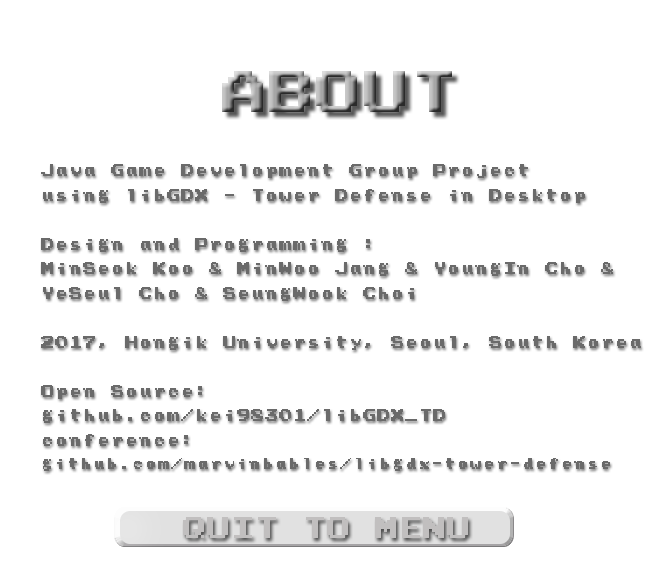 ABOUT
Java Game Development Group Project
using libGDX - Tower Defense in Desktop
Design and Programming :
MinSeok Koo & MinWoo Jang & YoungIn Cho &
YeSeul Cho & SeungWook Choi
2017, Hongik University, Seoul, South Korea
Open Source:
github.com/kei98301/libGDX_TD
conference:
github.com/marvinbables/libgdx-tower-defense
QUIT TO MENU